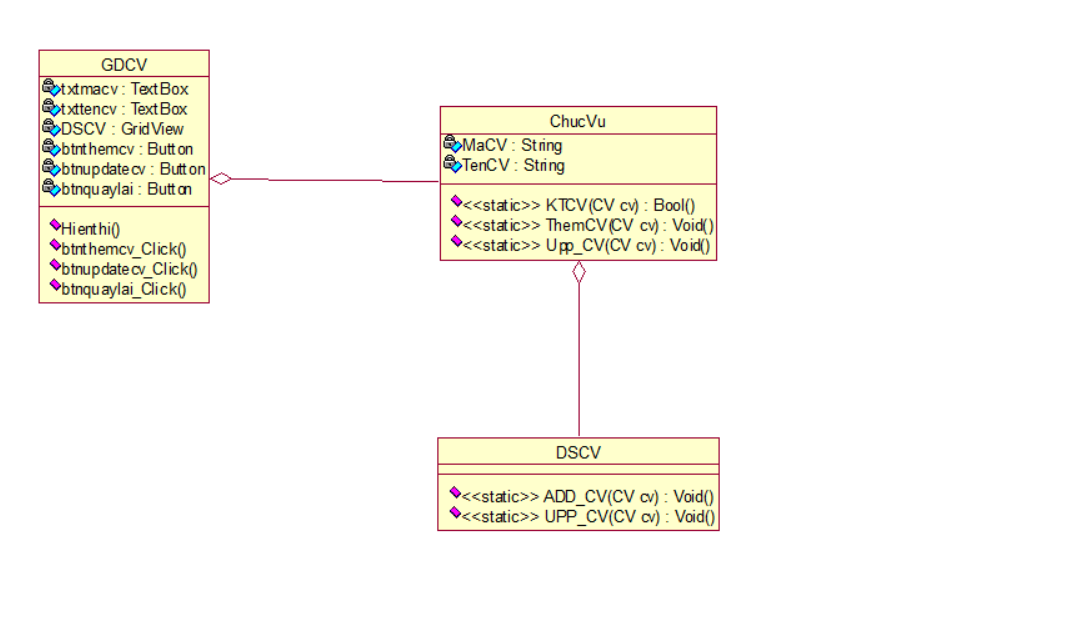 GDCV
txtmacv : TextBox
txttencv : TextBox
DSCV : GridView
btnthemcv : Button
btnupdatecv : Button
btnquaylai : Button
Hienthi()
btnthemcv_Click()
btnupdatecv_Click()
btnquaylai_Click()
ChucVu
MaCV : String
TenCV : String
<<static>> KTCV(CV cv) : Bool()
<<static>> ThemCV(CV cv) : Void()
<<static>> Upp_CV(CV cv) : Void()
DSCV
<<static>> ADD_CV(CV cv) : Void()
<<static>> UPP_CV(CV cv) : Void()